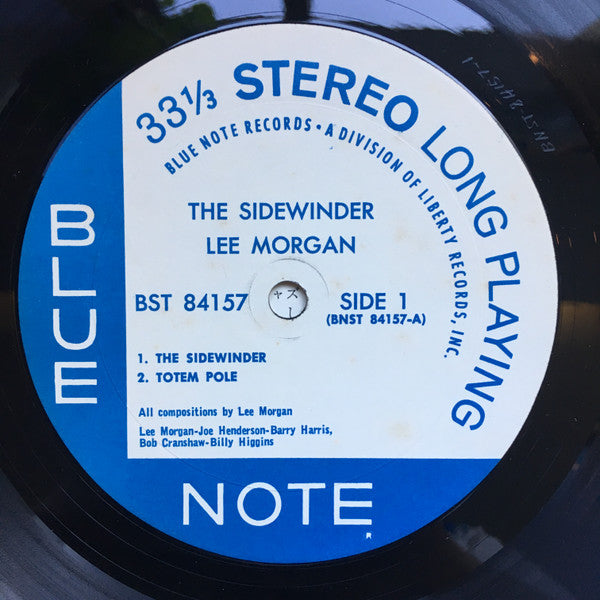 33⅓ STEREO LONG PLAYING
BLUE NOTE RECORDS • A DIVISION OF LIBERTY RECORDS, INC.
THE SIDEWINDER
LEE MORGAN
BST 84157
SIDE 1
(BNST 84157-A)
1. THE SIDEWINDER
2. TOTEM POLE
All compositions by Lee Morgan
Lee Morgan-Joe Henderson-Barry Harris,
Bob Cranshaw-Billy Higgins
BLUE
NOTE
R
BNST 84157-1